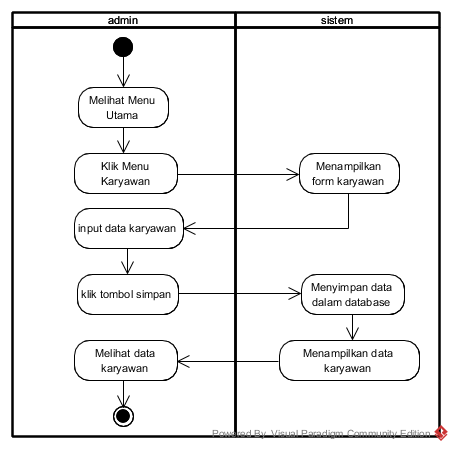 admin
sistem
Melihat Menu
Utama
Klik Menu
Karyawan
Menampilkan
form karyawan
input data karyawan
klik tombol simpan
Menyimpan data
dalam database
Melihat data
karyawan
Menampilkan data
karyawan
Powered By Visual Paradigm Community Edition